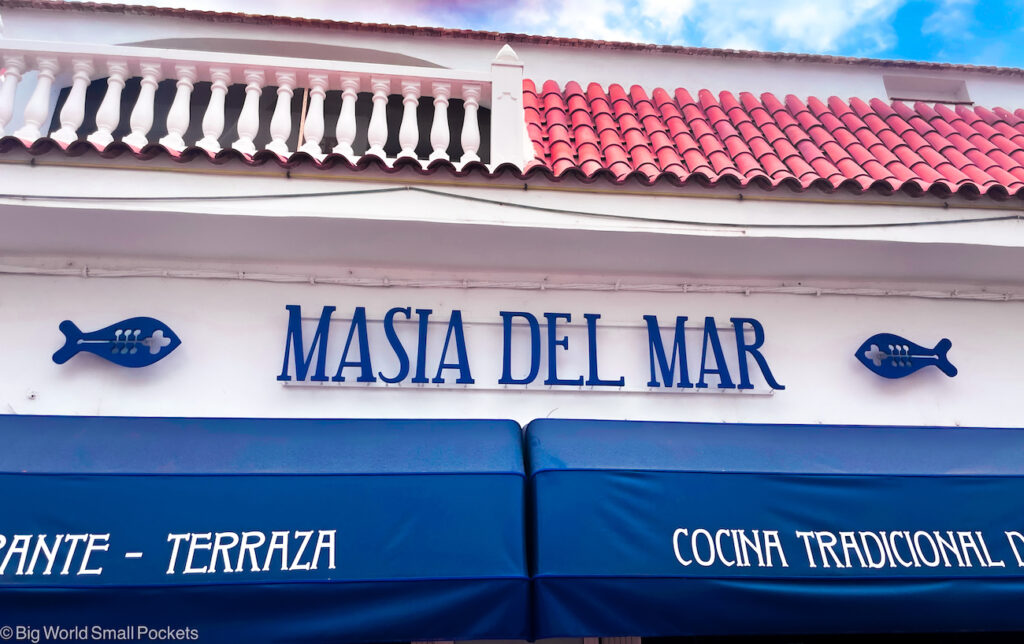 MASIA DEL MAR
RANTE - TERRAZA
COCINA TRADICIONAL D
© Big World Small Pockets